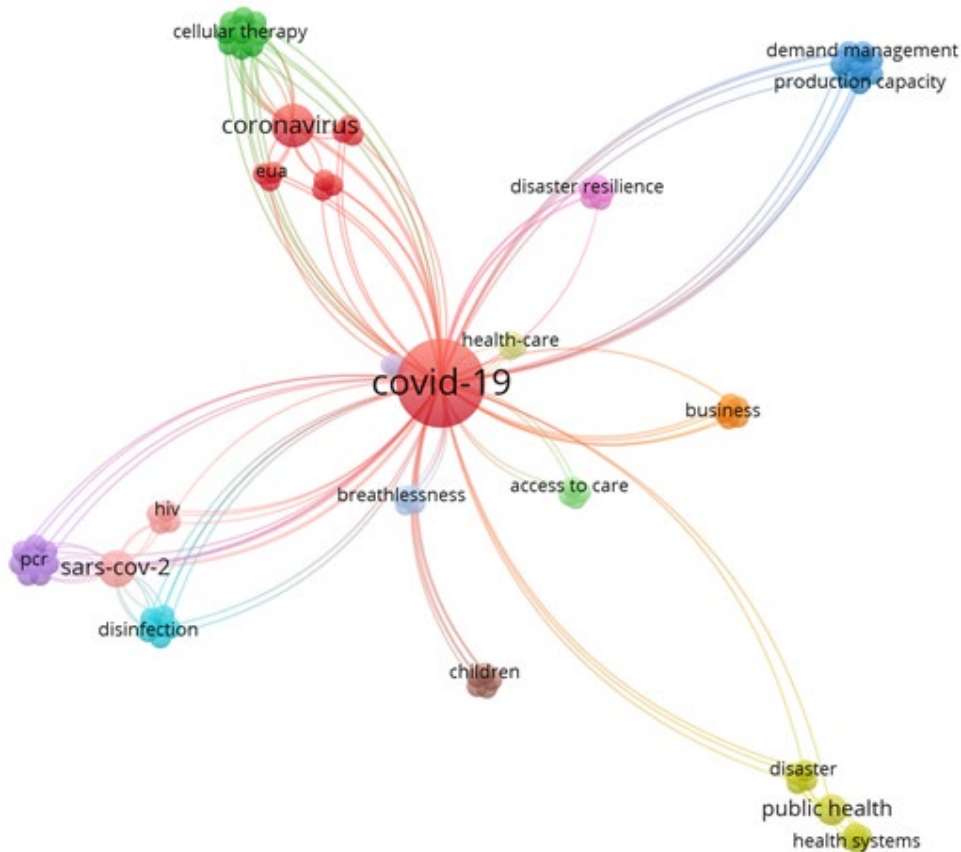 cellular therapy
demand management
production capacity
coronavirus
eua
disaster resilience
health-care
covid-19
business
access to care
breathlessness
hiv
pcr
sars-cov-2
disinfection
children
disaster
public health
health systems